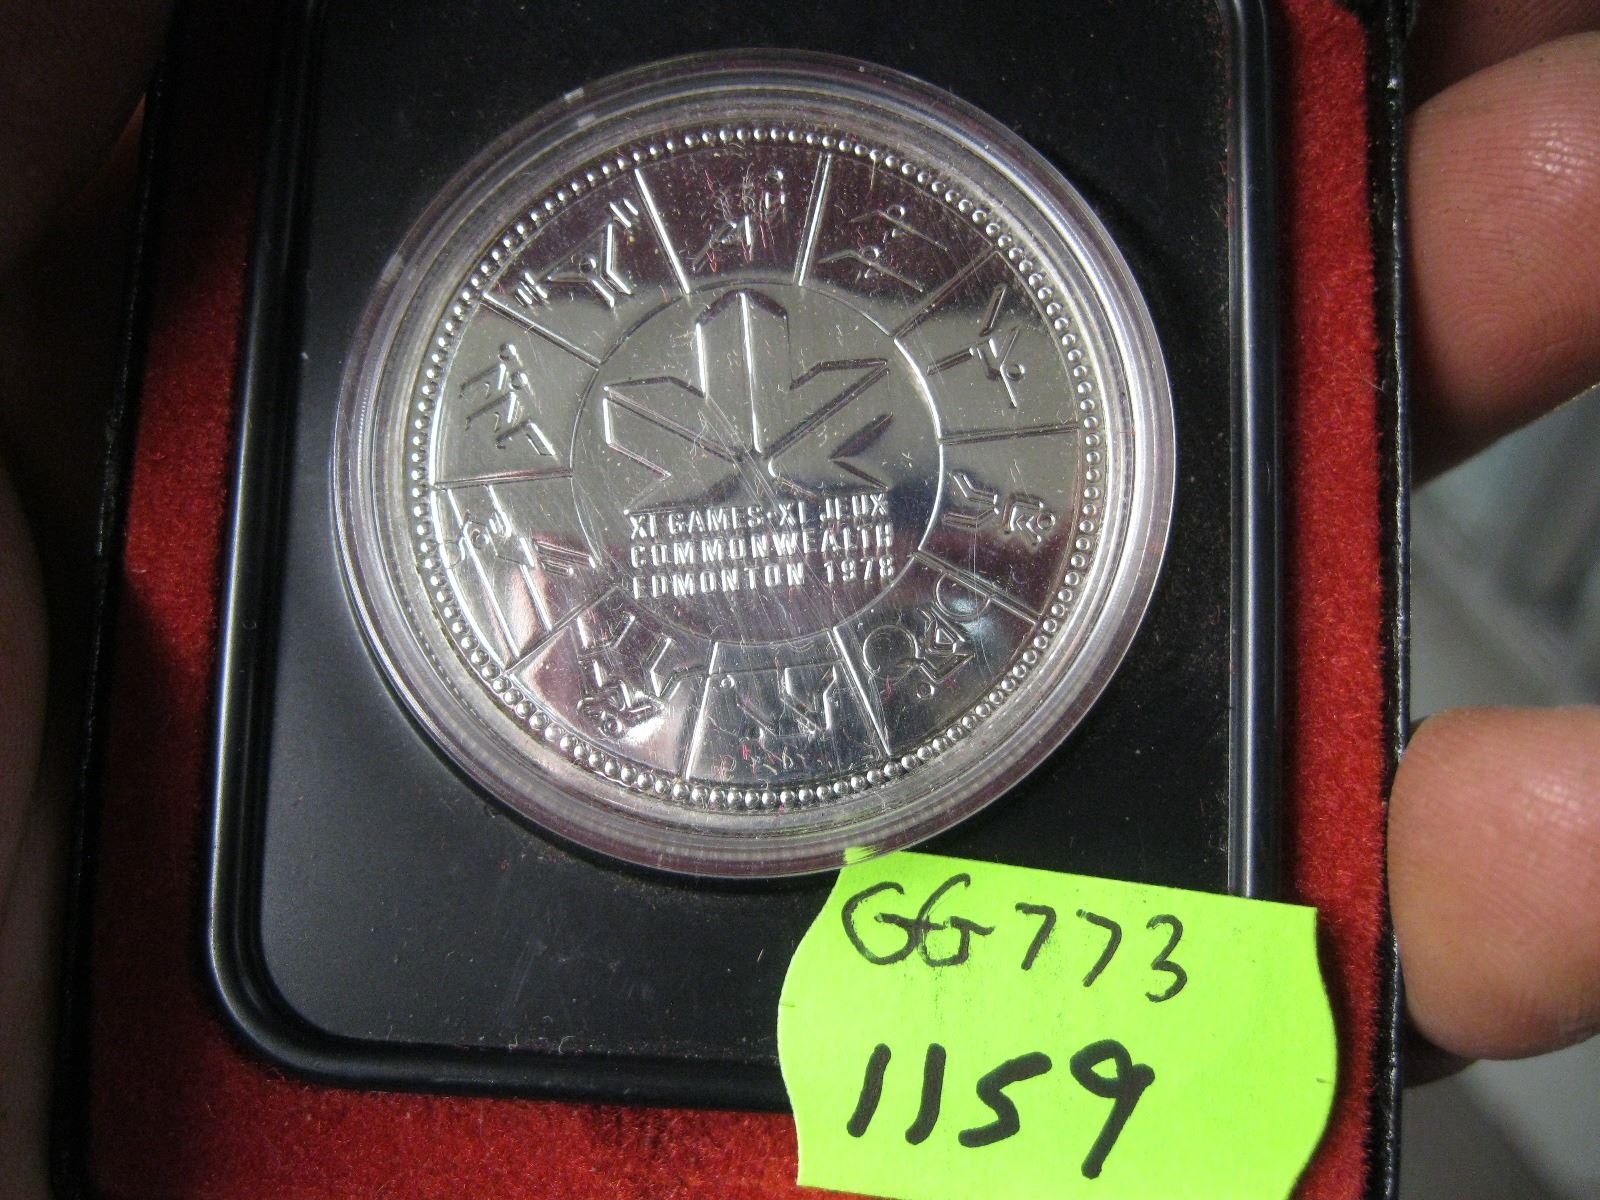 XI GAMES·XI JEUX
COMMONWEALTH
EDMONTON 1978
GG773
1159